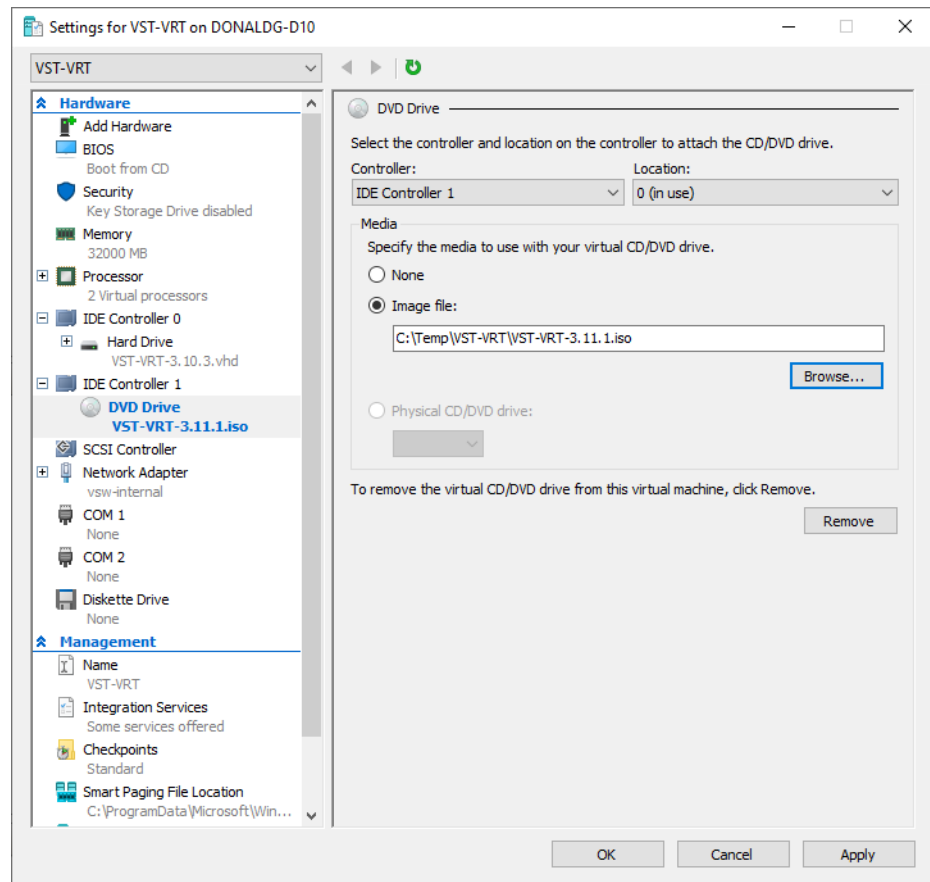 Settings for VST-VRT on DONALDG-D10
VST-VRT
Hardware
Add Hardware
BIOS
Boot from CD
Security
Key Storage Drive disabled
Memory
32000 MB
Processor
2 Virtual processors
IDE Controller 0
Hard Drive
VST-VRT-3.10.3.vhd
IDE Controller 1
DVD Drive
VST-VRT-3.11.1.iso
SCSI Controller
Network Adapter
vsw-internal
COM 1
None
COM 2
None
Diskette Drive
None
Management
Name
VST-VRT
Integration Services
Some services offered
Checkpoints
Standard
Smart Paging File Location
C:\ProgramData\Microsoft\Win...
DVD Drive
Select the controller and location on the controller to attach the CD/DVD drive.
Controller: Location:
IDE Controller 1 0 (in use)
Media
Specify the media to use with your virtual CD/DVD drive.
None
Image file:
C:\Temp\VST-VRT\VST-VRT-3.11.1.iso
Browse...
Physical CD/DVD drive:
To remove the virtual CD/DVD drive from this virtual machine, click Remove.
Remove
OK Cancel Apply